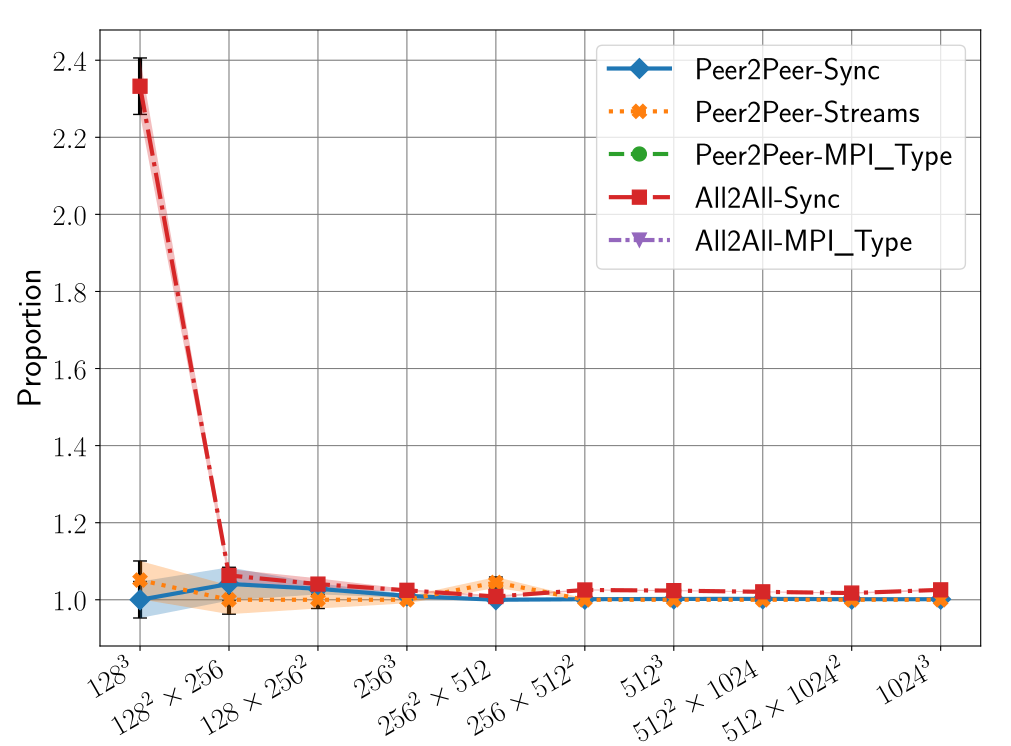 2.4
2.2
2.0
1.8
1.6
1.4
1.2
1.0
Proportion
Peer2Peer-Sync
Peer2Peer-Streams
Peer2Peer-MPI_Type
All2All-Sync
All2All-MPI_Type
128³
128² × 256
128 × 256²
256³
256² × 512
256 × 512²
512³
512² × 1024
512 × 1024²
1024³